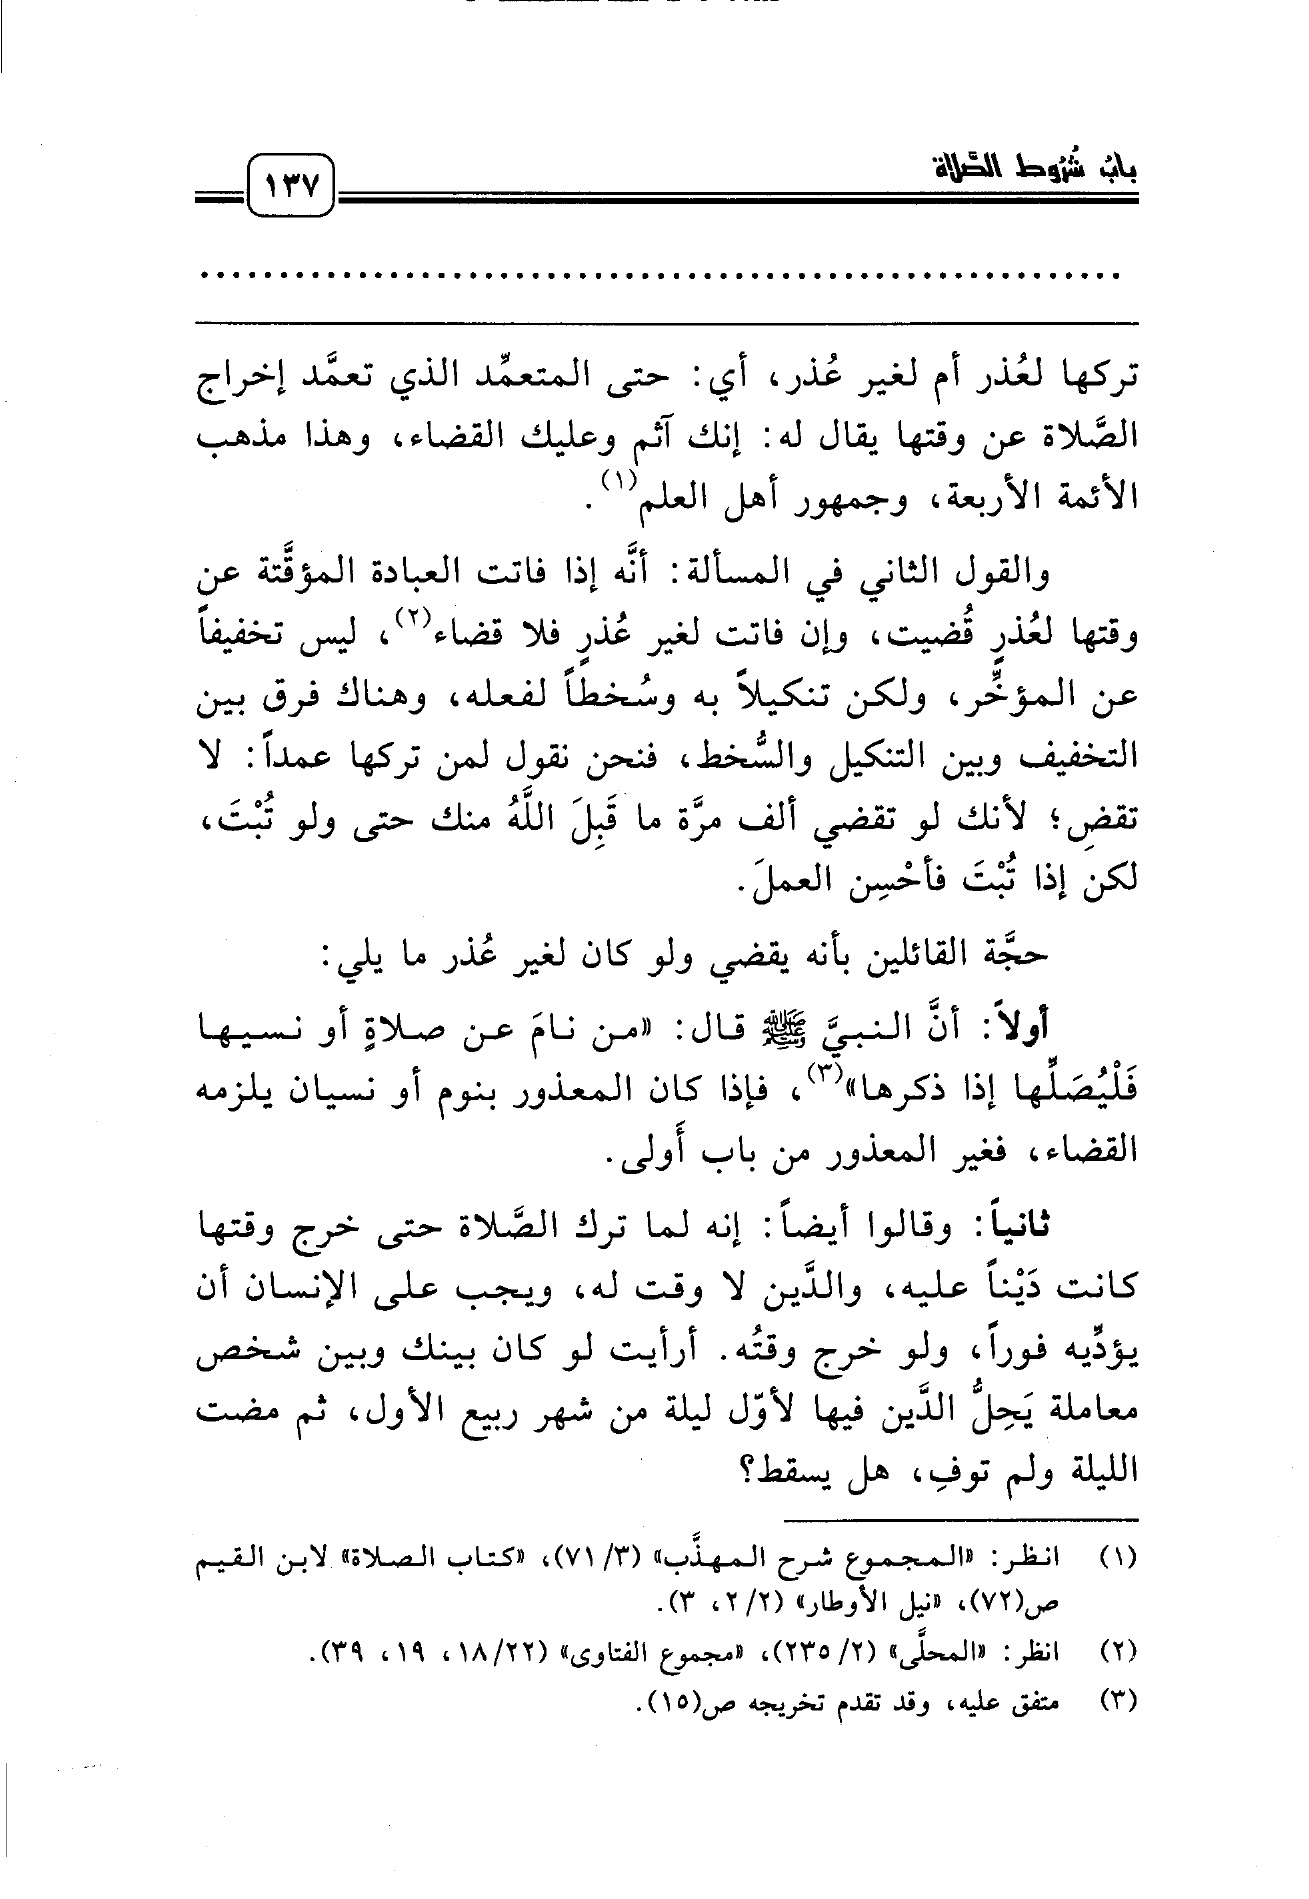 بابُ شُرُوط الصَّلاة
١٣٧
تركها لعُذر أم لغير عُذر، أي: حتى المتعمِّد الذي تعمَّد إخراج
الصَّلاة عن وقتها يقال له: إنك آثم وعليك القضاء، وهذا مذهب
الأئمة الأربعة، وجمهور أهل العلم(١).
والقول الثاني في المسألة: أنَّه إذا فاتت العبادة المؤقَّتة عن
وقتها لعُذرٍ قُضيت، وإن فاتت لغير عُذرٍ فلا قضاء(٢)، ليس تخفيفاً
عن المؤخِّر، ولكن تنكيلاً به وسُخطاً لفعله، وهناك فرق بين
التخفيف وبين التنكيل والسُّخط، فنحن نقول لمن تركها عمداً: لا
تقضِ؛ لأنك لو تقضي ألف مرَّة ما قَبِلَ اللَّهُ منك حتى ولو تُبْتَ،
لكن إذا تُبْتَ فأحْسِن العملَ.
حجَّة القائلين بأنه يقضي ولو كان لغير عُذر ما يلي:
أولاً: أنَّ النبيَّ ﷺ قال: «من نامَ عن صلاةٍ أو نسيها
فَلْيُصَلِّها إذا ذكرها»(٣)، فإذا كان المعذور بنوم أو نسيان يلزمه
القضاء، فغير المعذور من باب أَولى.
ثانياً: وقالوا أيضاً: إنه لما ترك الصَّلاة حتى خرج وقتها
كانت دَيْناً عليه، والدَّين لا وقت له، ويجب على الإنسان أن
يؤدِّيه فوراً، ولو خرج وقتُه. أرأيت لو كان بينك وبين شخص
معاملة يَحِلُّ الدَّين فيها لأوّل ليلة من شهر ربيع الأول، ثم مضت
الليلة ولم توفِ، هل يسقط؟
(١) انظر: «المجموع شرح المهذَّب» (٧١/٣)، «كتاب الصلاة» لابن القيم
ص(٧٢)، «نيل الأوطار» (٢/٢، ٣).
(٢) انظر: «المحلَّى» (٢٣٥/٢)، «مجموع الفتاوى» (١٨/٢٢، ١٩، ٣٩).
(٣) متفق عليه، وقد تقدم تخريجه ص(١٥).